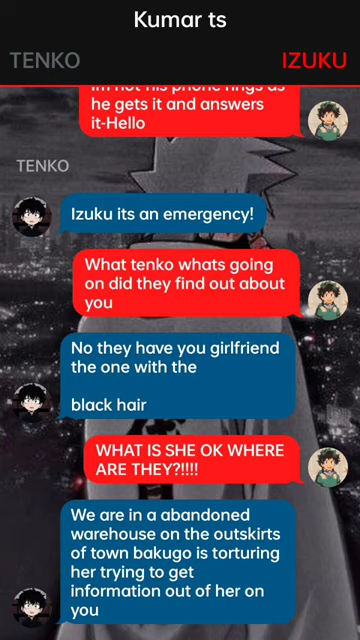 Kumar ts
TENKO IZUKU
Im not his phone rings as
he gets it and answers
it-Hello
TENKO
Izuku its an emergency!
What tenko whats going
on did they find out about
you
No they have you girlfriend
the one with the
black hair
WHAT IS SHE OK WHERE
ARE THEY?!!!!
We are in a abandoned
warehouse on the outskirts
of town bakugo is torturing
her trying to get
information out of her on
you